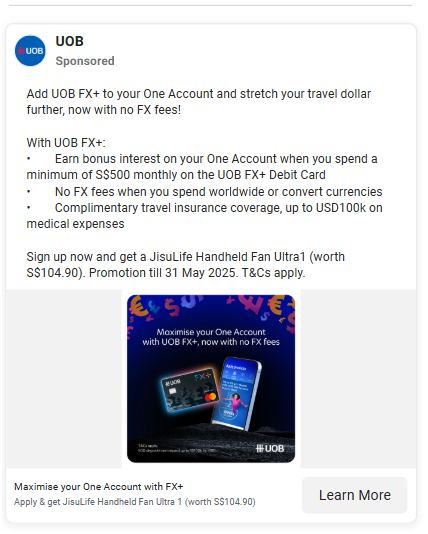 UOB
UOB
Sponsored
Add UOB FX+ to your One Account and stretch your travel dollar
further, now with no FX fees!
With UOB FX+:
• Earn bonus interest on your One Account when you spend a
minimum of S$500 monthly on the UOB FX+ Debit Card
• No FX fees when you spend worldwide or convert currencies
• Complimentary travel insurance coverage, up to USD100k on
medical expenses
Sign up now and get a JisuLife Handheld Fan Ultra1 (worth
S$104.90). Promotion till 31 May 2025. T&Cs apply.
Maximise your One Account
with UOB FX+, now with no FX fees
UOB
FX+
T&Cs apply.
UOB
Maximise your One Account with FX+
Apply & get JisuLife Handheld Fan Ultra 1 (worth S$104.90)
Learn More